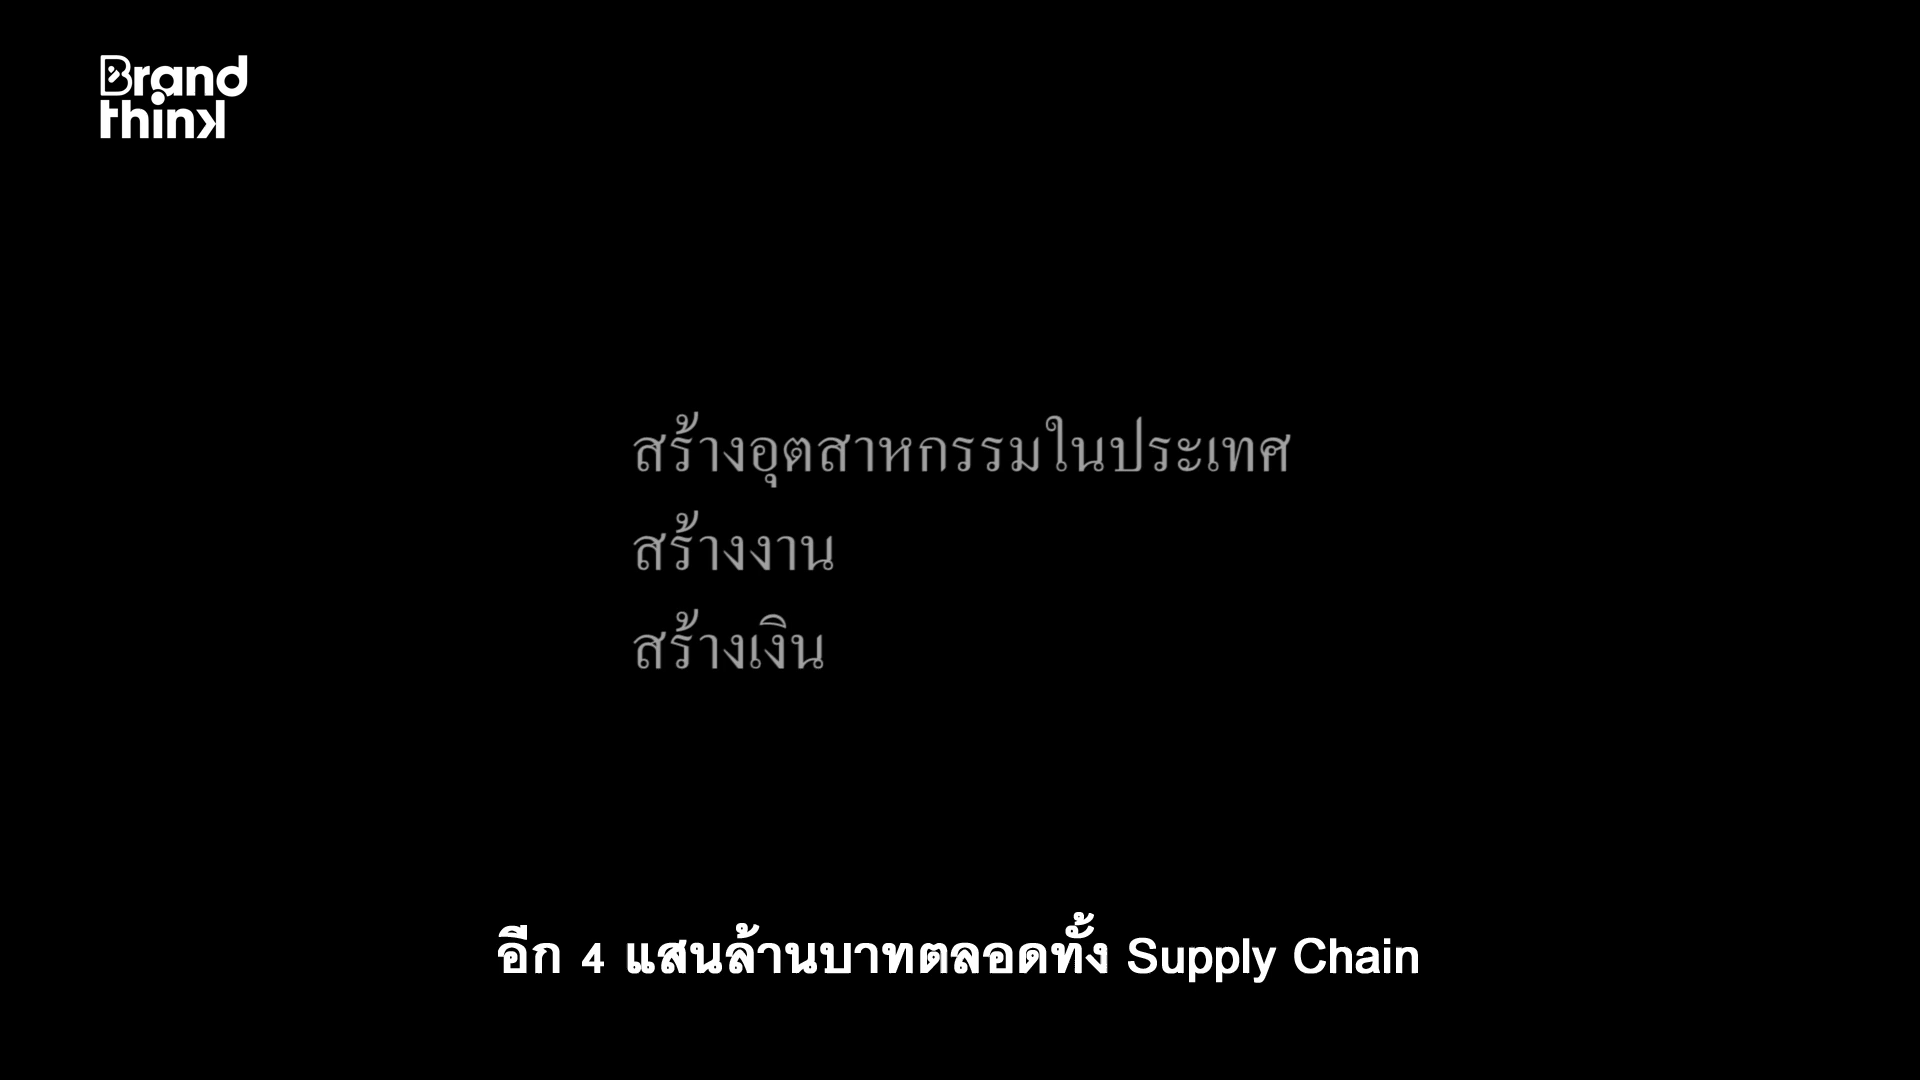 Brand
think
สร้างอุตสาหกรรมในประเทศ
สร้างงาน
สร้างเงิน
อีก 4 แสนล้านบาทตลอดทั้ง Supply Chain